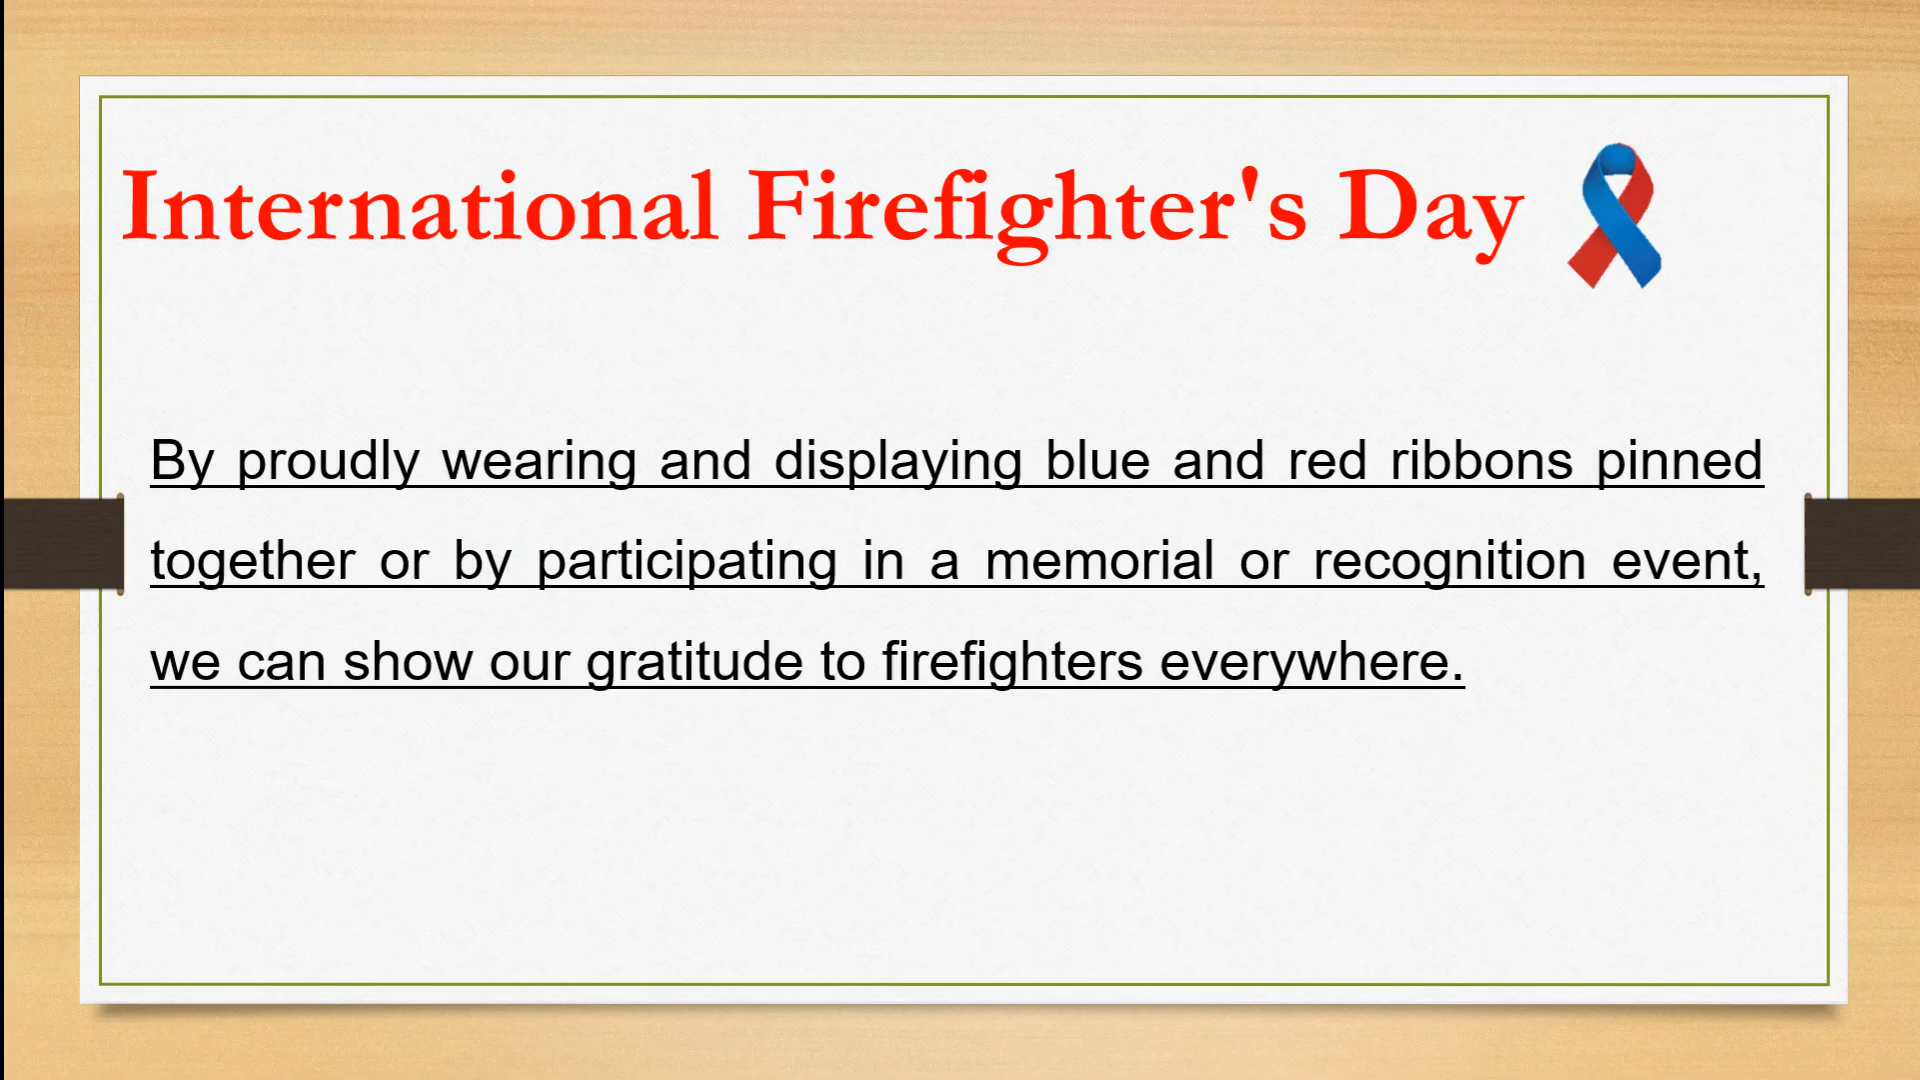 International Firefighter's Day
By proudly wearing and displaying blue and red ribbons pinned
together or by participating in a memorial or recognition event,
we can show our gratitude to firefighters everywhere.